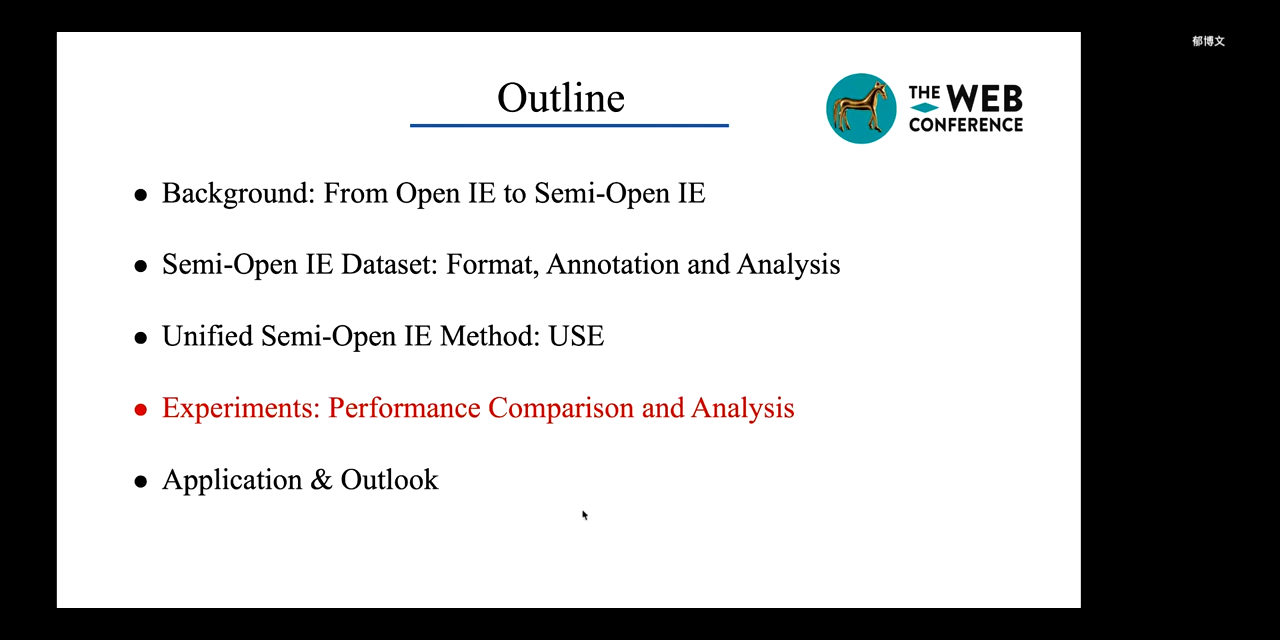 郁博文
Outline
THE WEB
CONFERENCE
● Background: From Open IE to Semi-Open IE
● Semi-Open IE Dataset: Format, Annotation and Analysis
● Unified Semi-Open IE Method: USE
● Experiments: Performance Comparison and Analysis
● Application & Outlook